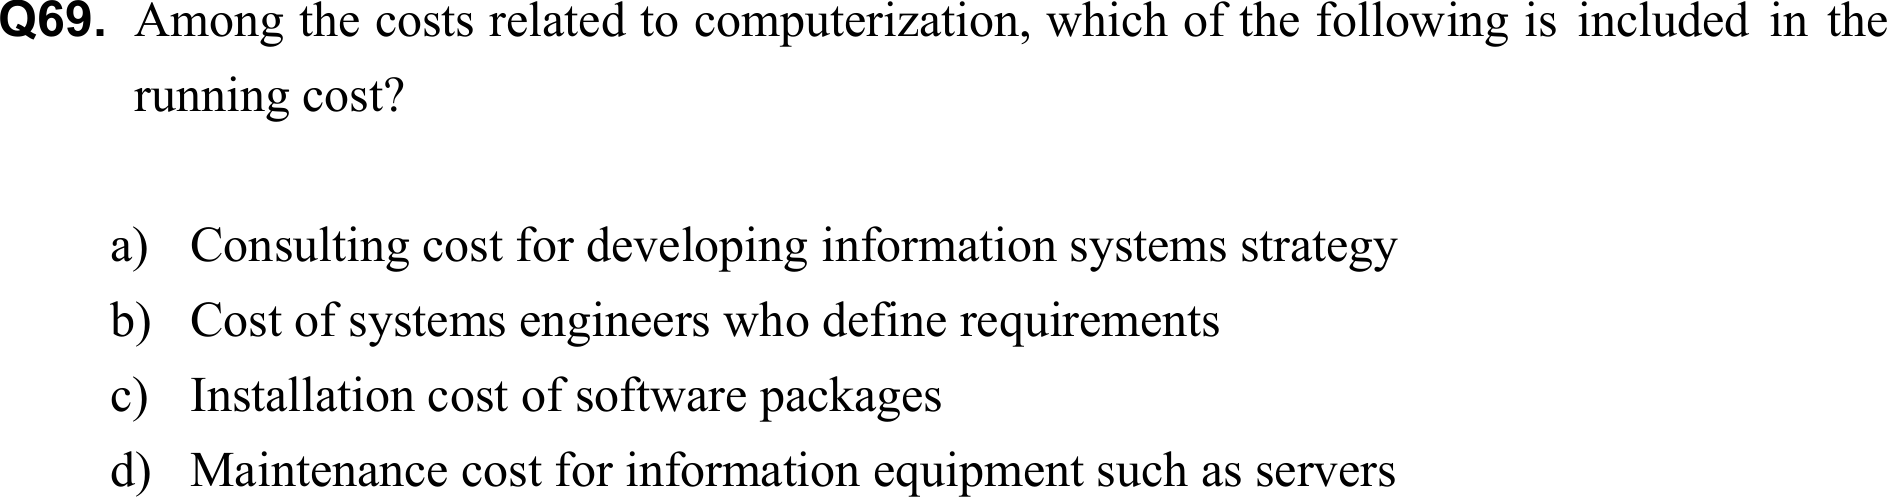 Q69. Among the costs related to computerization, which of the following is included in the
running cost?
a) Consulting cost for developing information systems strategy
b) Cost of systems engineers who define requirements
c) Installation cost of software packages
d) Maintenance cost for information equipment such as servers